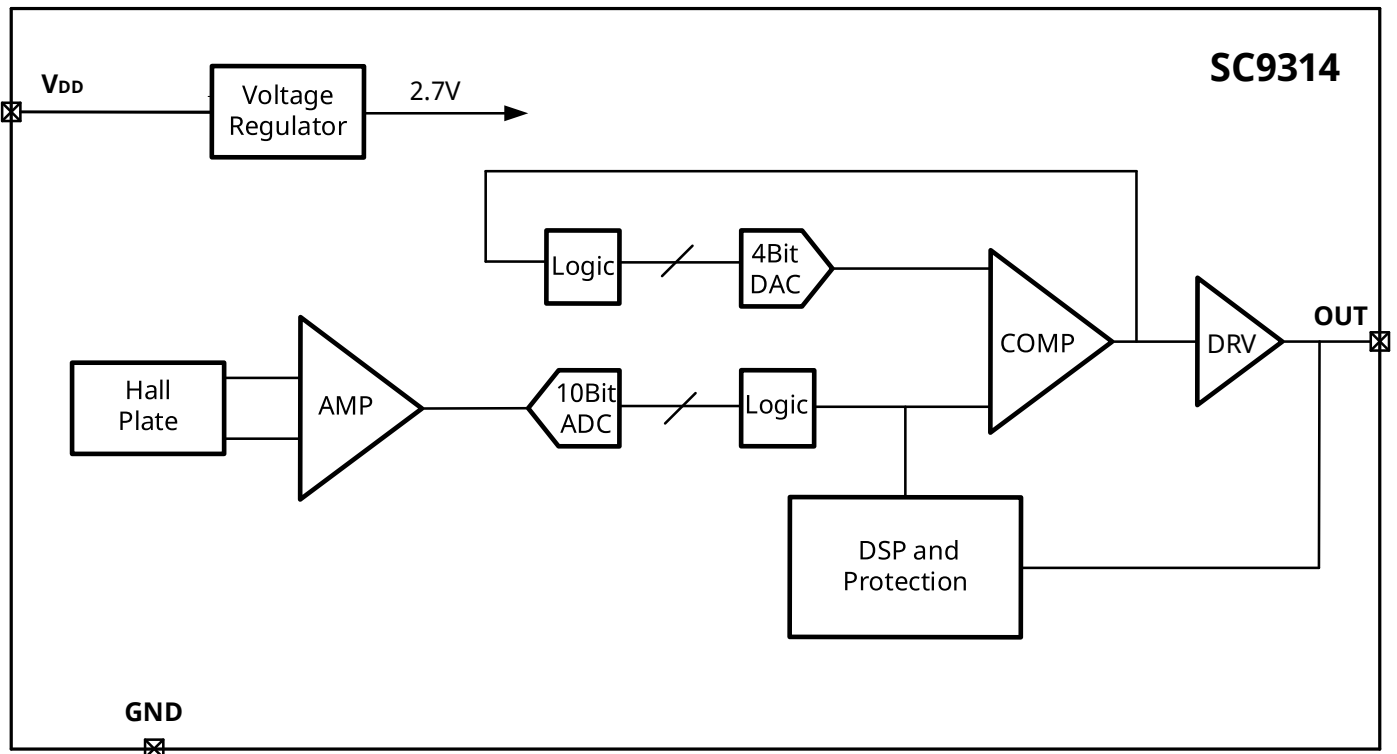 SC9314
VDD
Voltage
Regulator
2.7V
Logic
4Bit
DAC
COMP
DRV
OUT
Hall
Plate
AMP
10Bit
ADC
Logic
DSP and
Protection
GND